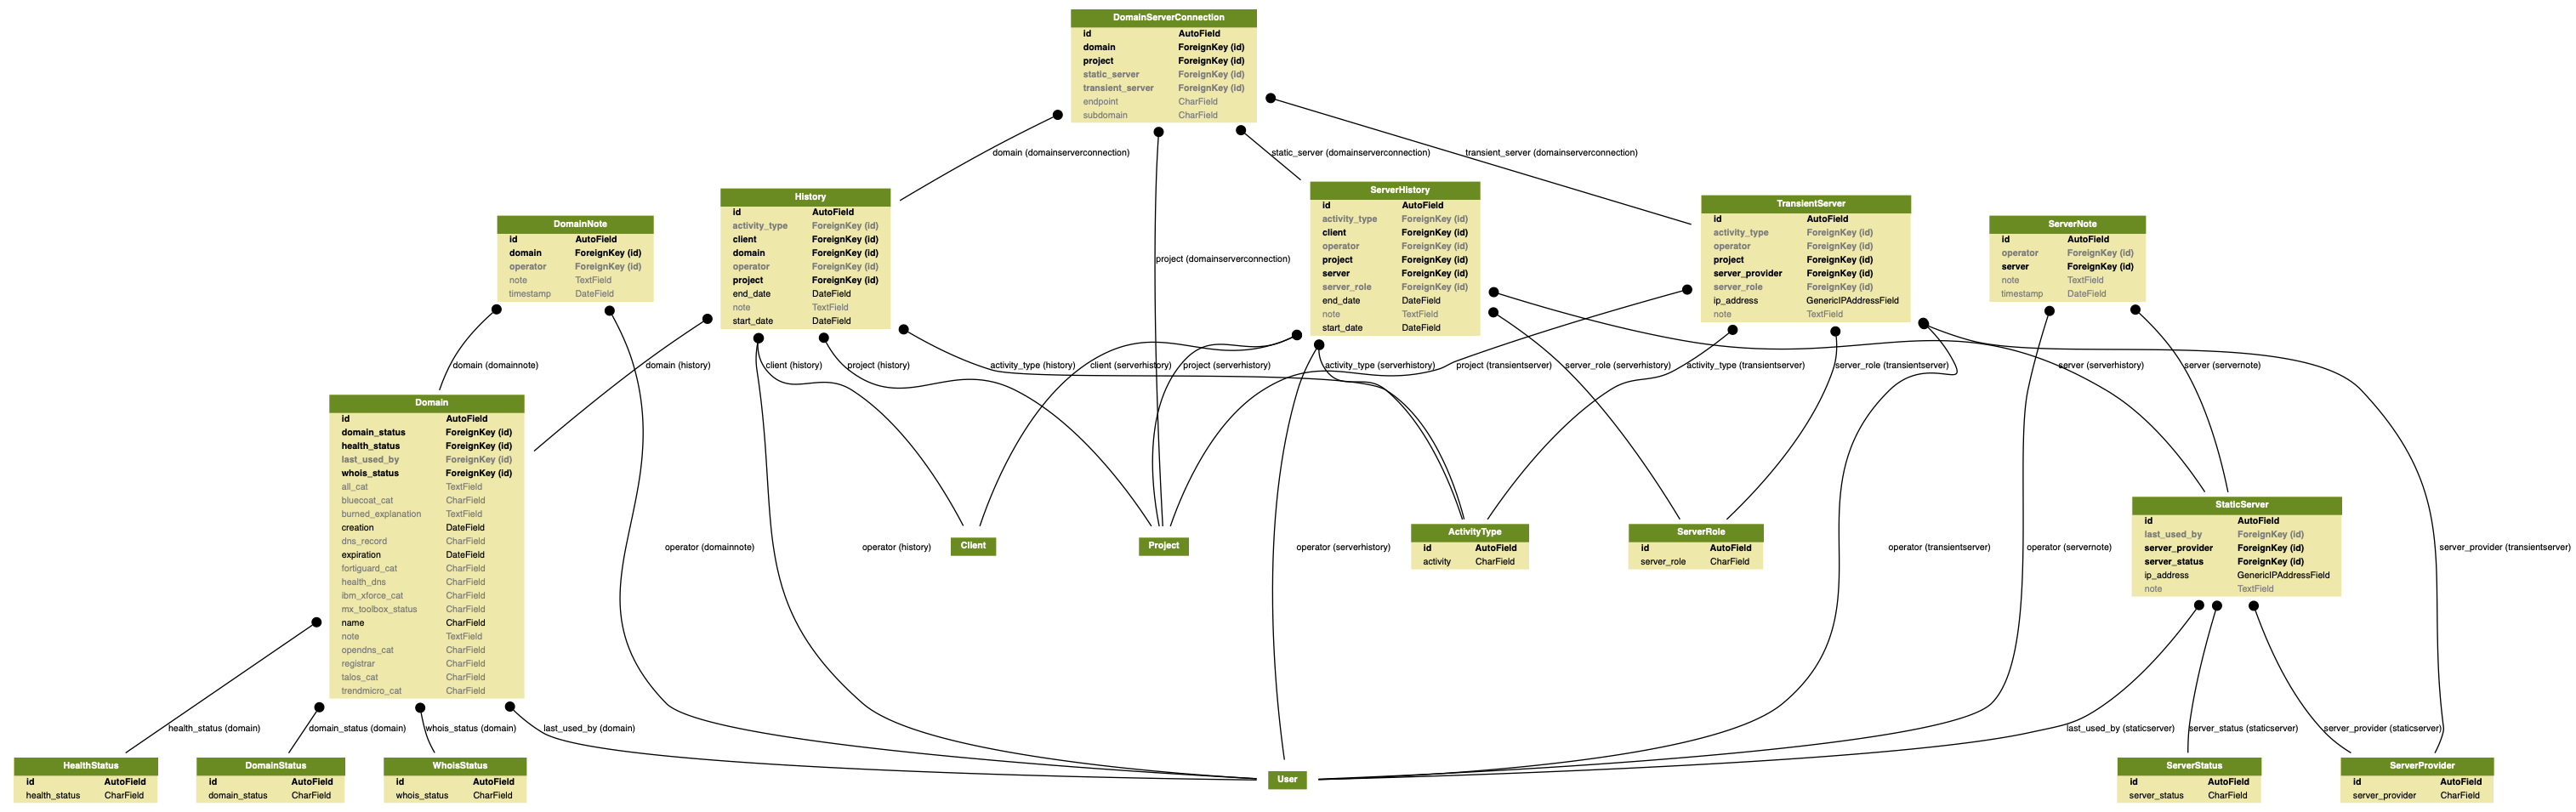 DomainServerConnection
id AutoField
domain ForeignKey (id)
project ForeignKey (id)
static_server ForeignKey (id)
transient_server ForeignKey (id)
endpoint CharField
subdomain CharField
domain (domainserverconnection)
static_server (domainserverconnection)
transient_server (domainserverconnection)
project (domainserverconnection)
DomainNote
id AutoField
domain ForeignKey (id)
operator ForeignKey (id)
note TextField
timestamp DateField
History
id AutoField
activity_type ForeignKey (id)
client ForeignKey (id)
domain ForeignKey (id)
operator ForeignKey (id)
project ForeignKey (id)
end_date DateField
note TextField
start_date DateField
ServerHistory
id AutoField
activity_type ForeignKey (id)
client ForeignKey (id)
operator ForeignKey (id)
project ForeignKey (id)
server ForeignKey (id)
server_role ForeignKey (id)
end_date DateField
note TextField
start_date DateField
TransientServer
id AutoField
activity_type ForeignKey (id)
operator ForeignKey (id)
project ForeignKey (id)
server_provider ForeignKey (id)
server_role ForeignKey (id)
ip_address GenericIPAddressField
note TextField
ServerNote
id AutoField
operator ForeignKey (id)
server ForeignKey (id)
note TextField
timestamp DateField
domain (domainnote)
domain (history)
client (history)
project (history)
activity_type (history)
client (serverhistory)
project (serverhistory)
activity_type (serverhistory)
project (transientserver)
server_role (serverhistory)
activity_type (transientserver)
server_role (transientserver)
server (serverhistory)
server (servernote)
Domain
id AutoField
domain_status ForeignKey (id)
health_status ForeignKey (id)
last_used_by ForeignKey (id)
whois_status ForeignKey (id)
all_cat TextField
bluecoat_cat CharField
burned_explanation TextField
creation DateField
dns_record CharField
expiration DateField
fortiguard_cat CharField
health_dns CharField
ibm_xforce_cat CharField
mx_toolbox_status CharField
name CharField
note TextField
opendns_cat CharField
registrar CharField
talos_cat CharField
trendmicro_cat CharField
operator (domainnote)
operator (history)
Client
Project
operator (serverhistory)
ActivityType
id AutoField
activity CharField
ServerRole
id AutoField
server_role CharField
operator (transientserver)
operator (servernote)
StaticServer
id AutoField
last_used_by ForeignKey (id)
server_provider ForeignKey (id)
server_status ForeignKey (id)
ip_address GenericIPAddressField
note TextField
server_provider (transientserver)
health_status (domain)
domain_status (domain)
whois_status (domain)
last_used_by (domain)
last_used_by (staticserver)
server_status (staticserver)
server_provider (staticserver)
HealthStatus
id AutoField
health_status CharField
DomainStatus
id AutoField
domain_status CharField
WhoisStatus
id AutoField
whois_status CharField
User
ServerStatus
id AutoField
server_status CharField
ServerProvider
id AutoField
server_provider CharField